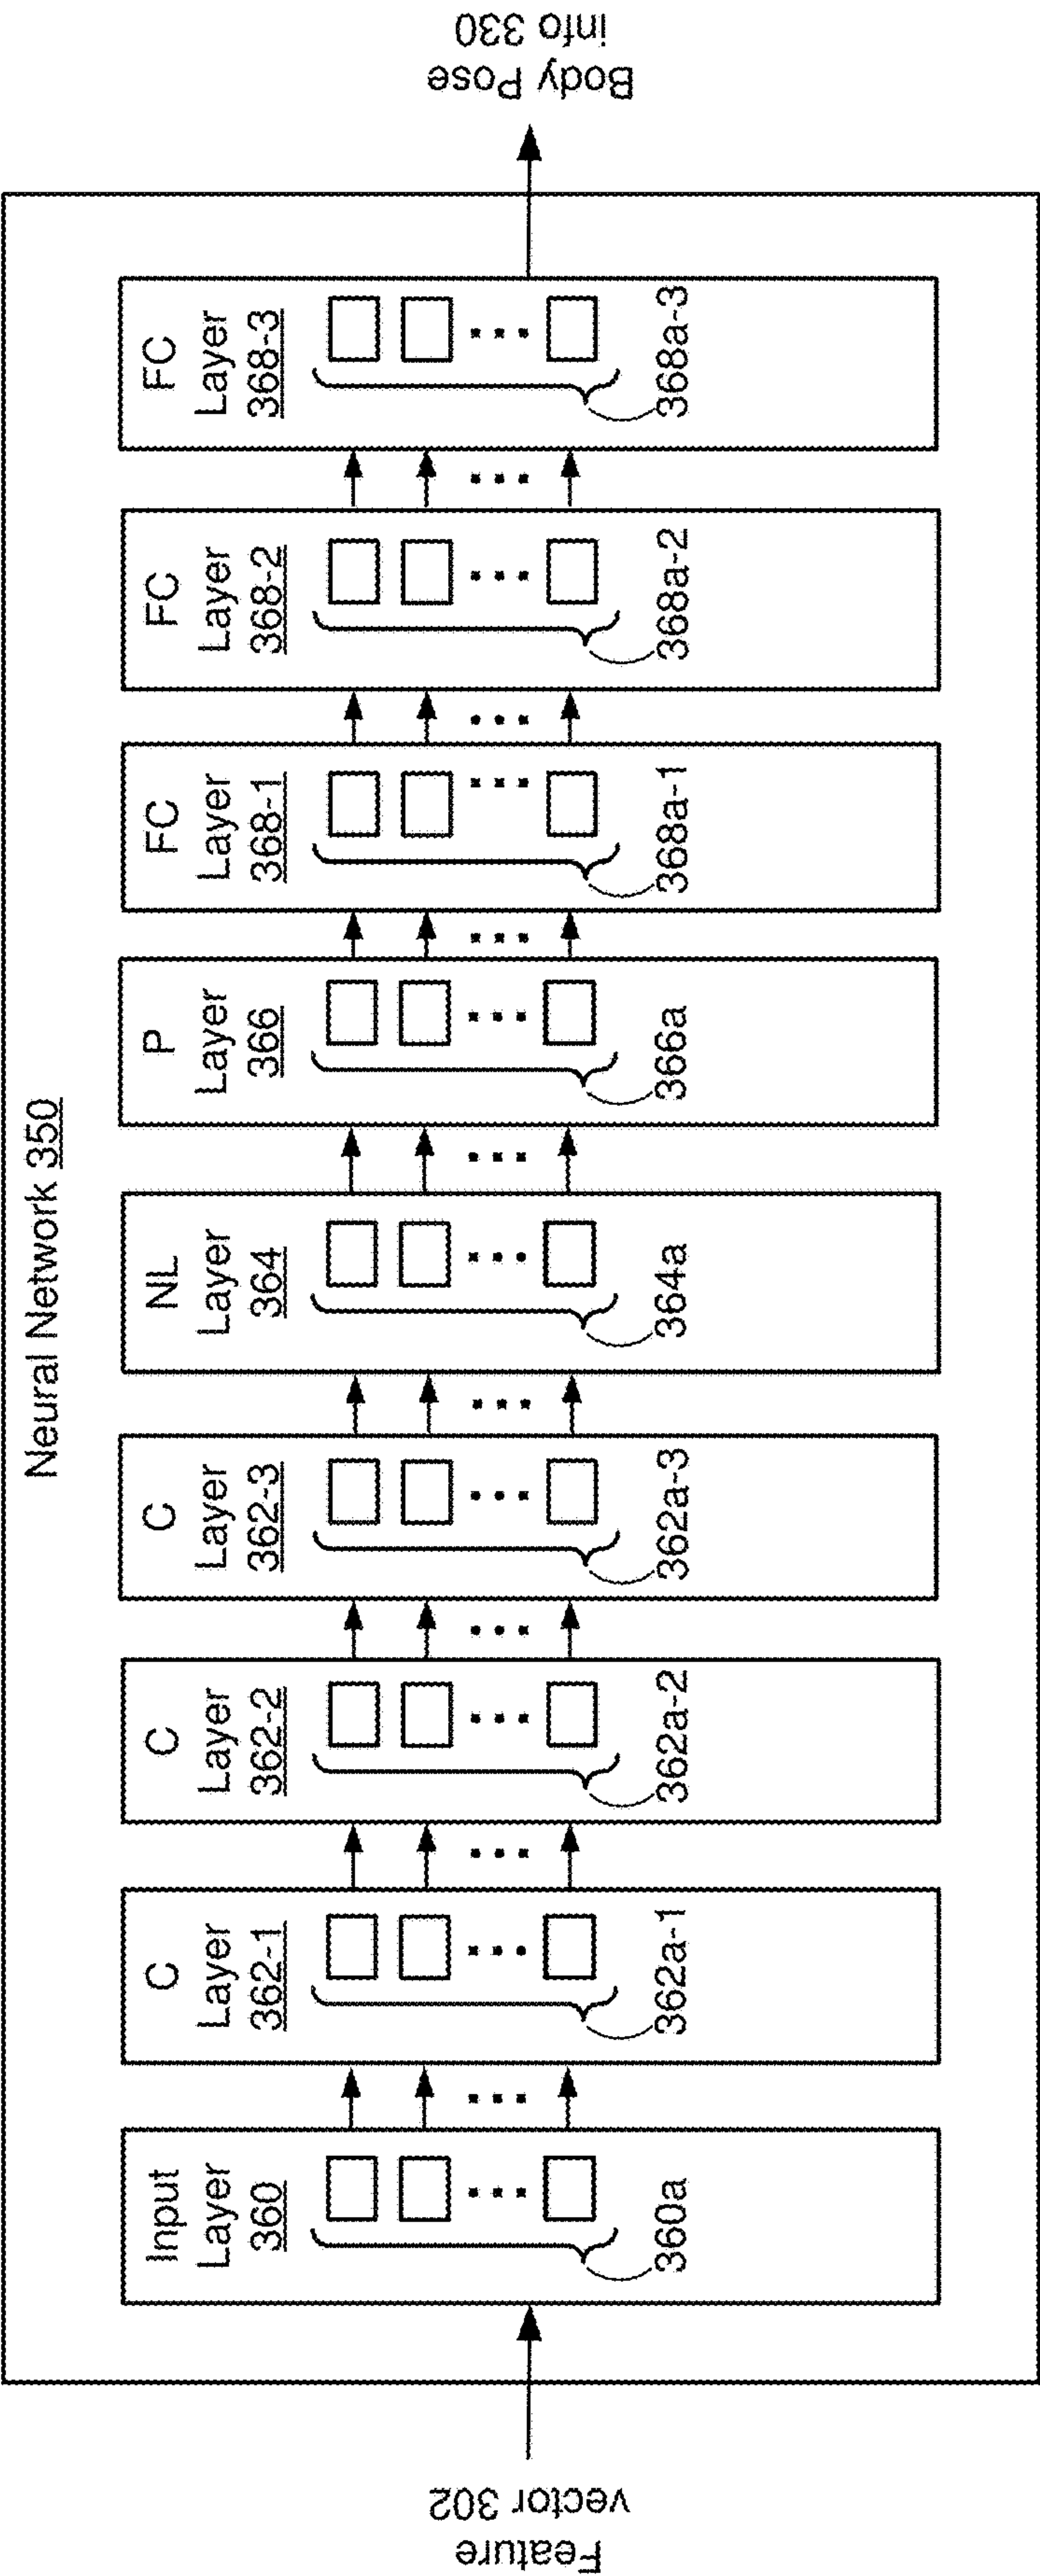 Neural Network 350
Feature
vector 302
Input
Layer
360
360a
C
Layer
362-1
362a-1
C
Layer
362-2
362a-2
C
Layer
362-3
362a-3
NL
Layer
364
364a
P
Layer
366
366a
FC
Layer
368-1
368a-1
FC
Layer
368-2
368a-2
FC
Layer
368-3
368a-3
Body Pose
info 330